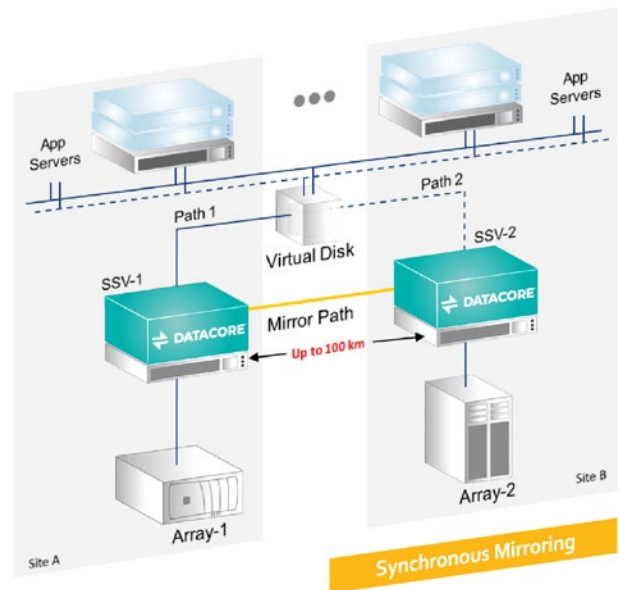 App
Servers
App
Servers
Path 1
Path 2
Virtual Disk
SSV-1
SSV-2
DATACORE
DATACORE
Mirror Path
Up to 100 km
Array-1
Array-2
Site A
Site B
Synchronous Mirroring